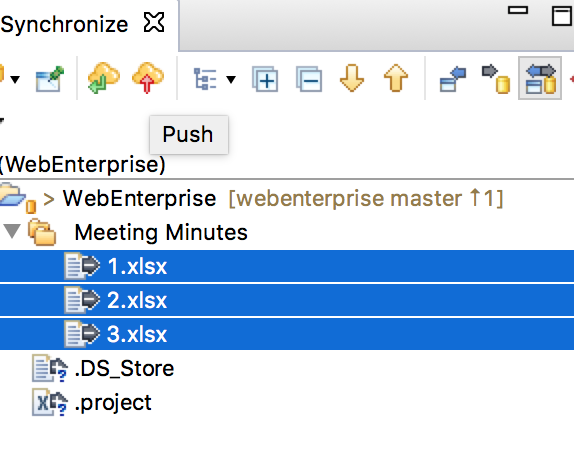 Synchronize
Push
(WebEnterprise)
> WebEnterprise [webenterprise master ↑1]
Meeting Minutes
1.xlsx
2.xlsx
3.xlsx
.DS_Store
.project